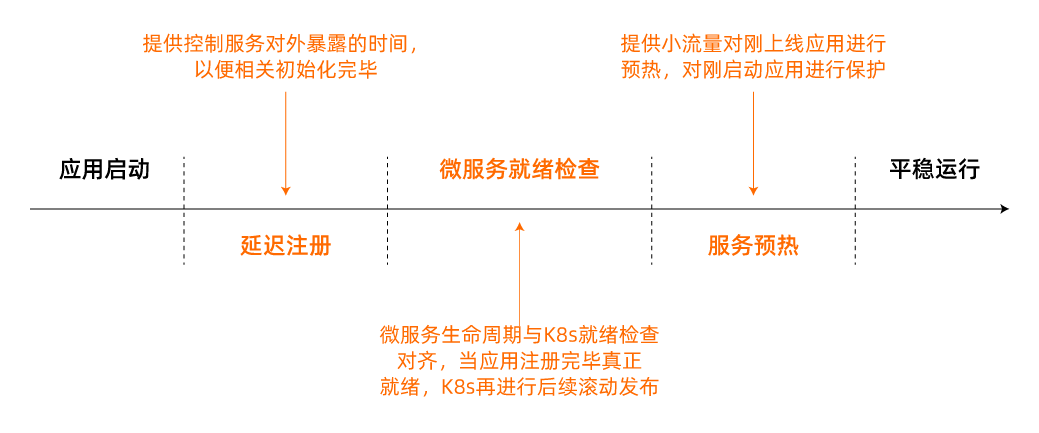 提供控制服务对外暴露的时间，
以便相关初始化完毕
提供小流量对刚上线应用进行
预热，对刚启动应用进行保护
应用启动
微服务就绪检查
平稳运行
延迟注册
服务预热
微服务生命周期与K8s就绪检查
对齐，当应用注册完毕真正
就绪，K8s再进行后续滚动发布